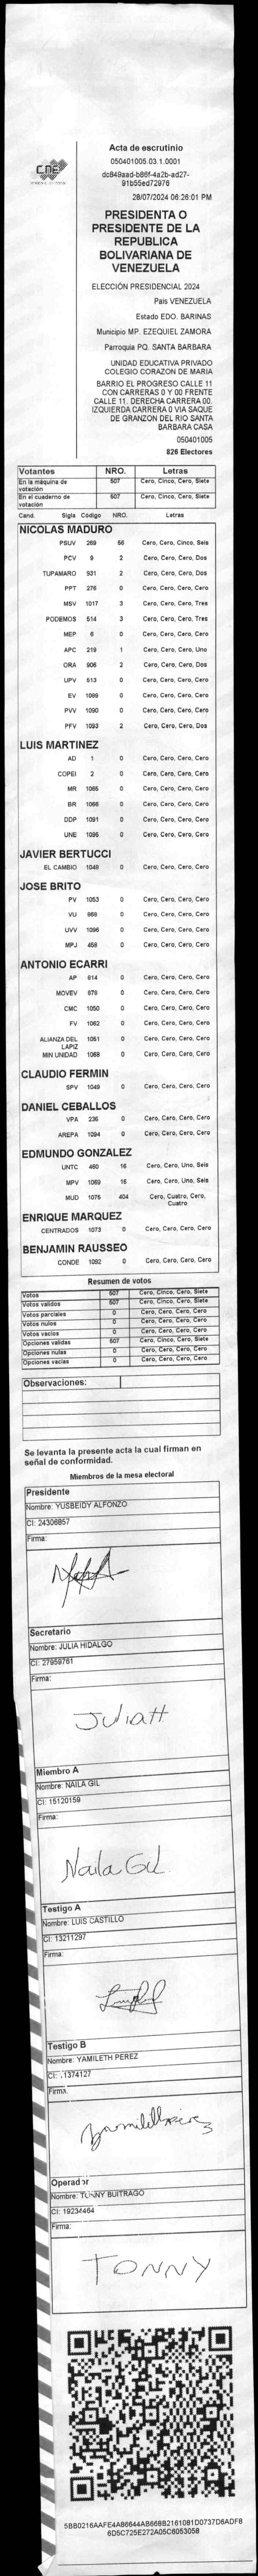 CNE
Acta de escrutinio
050401005.03.1.0001
dc849aad-b86f-4a2b-ad27-
91b55ed72976
28/07/2024 06:26:01 PM
PRESIDENTA O
PRESIDENTE DE LA
REPUBLICA
BOLIVARIANA DE
VENEZUELA
ELECCIÓN PRESIDENCIAL 2024
País VENEZUELA
Estado EDO. BARINAS
Municipio MP. EZEQUIEL ZAMORA
Parroquia PQ. SANTA BARBARA
UNIDAD EDUCATIVA PRIVADO
COLEGIO CORAZON DE MARIA
BARRIO EL PROGRESO CALLE 11
CON CARRERAS 0 Y 00 FRENTE
CALLE 11. DERECHA CARRERA 00.
IZQUIERDA CARRERA 0 VIA SAQUE
DE GRANZON DEL RIO SANTA
BARBARA CASA
050401005
826 Electores
Votantes NRO. Letras
En la máquina de votación 507 Cero, Cinco, Cero, Siete
En el cuaderno de votación 507 Cero, Cinco, Cero, Siete
Cand. Sigla Código NRO. Letras
NICOLAS MADURO
PSUV 269 56 Cero, Cero, Cinco, Seis
PCV 9 2 Cero, Cero, Cero, Dos
TUPAMARO 931 2 Cero, Cero, Cero, Dos
PPT 276 0 Cero, Cero, Cero, Cero
MSV 1017 3 Cero, Cero, Cero, Tres
PODEMOS 514 3 Cero, Cero, Cero, Tres
MEP 6 0 Cero, Cero, Cero, Cero
APC 219 1 Cero, Cero, Cero, Uno
ORA 906 2 Cero, Cero, Cero, Dos
UPV 513 0 Cero, Cero, Cero, Cero
EV 1089 0 Cero, Cero, Cero, Cero
PVV 1090 0 Cero, Cero, Cero, Cero
PFV 1093 2 Cero, Cero, Cero, Dos
LUIS MARTINEZ
AD 1 0 Cero, Cero, Cero, Cero
COPEI 2 0 Cero, Cero, Cero, Cero
MR 1065 0 Cero, Cero, Cero, Cero
BR 1066 0 Cero, Cero, Cero, Cero
DDP 1091 0 Cero, Cero, Cero, Cero
UNE 1095 0 Cero, Cero, Cero, Cero
JAVIER BERTUCCI
EL CAMBIO 1048 0 Cero, Cero, Cero, Cero
JOSE BRITO
PV 1053 0 Cero, Cero, Cero, Cero
VU 868 0 Cero, Cero, Cero, Cero
UVV 1096 0 Cero, Cero, Cero, Cero
MPJ 458 0 Cero, Cero, Cero, Cero
ANTONIO ECARRI
AP 614 0 Cero, Cero, Cero, Cero
MOVEV 878 0 Cero, Cero, Cero, Cero
CMC 1050 0 Cero, Cero, Cero, Cero
FV 1062 0 Cero, Cero, Cero, Cero
ALIANZA DEL LAPIZ 1051 0 Cero, Cero, Cero, Cero
MIN UNIDAD 1068 0 Cero, Cero, Cero, Cero
CLAUDIO FERMIN
SPV 1049 0 Cero, Cero, Cero, Cero
DANIEL CEBALLOS
VPA 236 0 Cero, Cero, Cero, Cero
AREPA 1094 0 Cero, Cero, Cero, Cero
EDMUNDO GONZALEZ
UNTC 460 16 Cero, Cero, Uno, Seis
MPV 1069 16 Cero, Cero, Uno, Seis
MUD 1075 404 Cero, Cuatro, Cero,
Cuatro
ENRIQUE MARQUEZ
CENTRADOS 1073 0 Cero, Cero, Cero, Cero
BENJAMIN RAUSSEO
CONDE 1092 0 Cero, Cero, Cero, Cero
Resumen de votos
Votos 507 Cero, Cinco, Cero, Siete
Votos validos 507 Cero, Cinco, Cero, Siete
Votos parciales 0 Cero, Cero, Cero, Cero
Votos nulos 0 Cero, Cero, Cero, Cero
Votos vacios 0 Cero, Cero, Cero, Cero
Opciones validas 507 Cero, Cinco, Cero, Siete
Opciones nulas 0 Cero, Cero, Cero, Cero
Opciones vacias 0 Cero, Cero, Cero, Cero
Observaciones:
Se levanta la presente acta la cual firman en
señal de conformidad.
Miembros de la mesa electoral
Presidente
Nombre: YUSBEIDY ALFONZO
CI: 24306857
Firma:
Secretario
Nombre: JULIA HIDALGO
CI: 27959761
Firma:
Julia H
Miembro A
Nombre: NAILA GIL
CI: 15120159
Firma:
Naila Gil
Testigo A
Nombre: LUIS CASTILLO
CI: 13211297
Firma:
Testigo B
Nombre: YAMILETH PEREZ
CI: 11374127
Firma:
Operador
Nombre: TONNY BUITRAGO
CI: 19234464
Firma:
TONNY
5BB0216AAFE4A86644AB668B2161081D0737D6ADF8
6D5C725E272A05C6053058